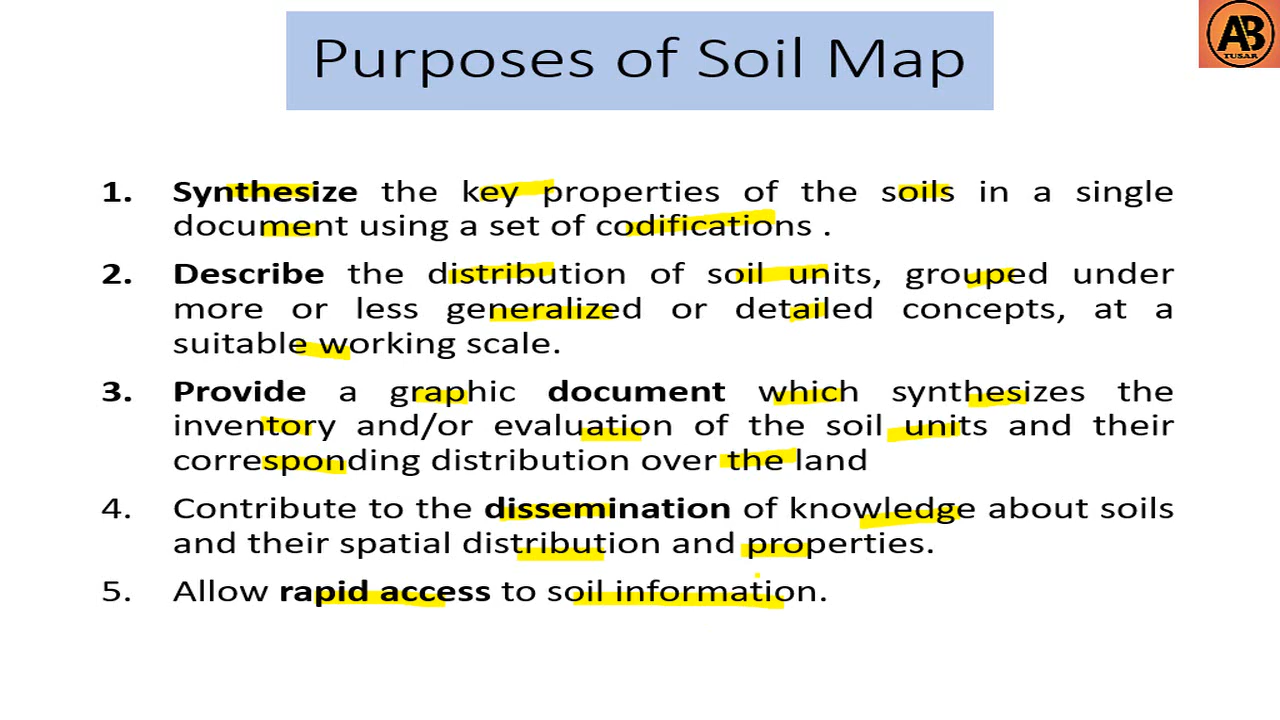 Purposes of Soil Map
AB
TUSAR
1. Synthesize the key properties of the soils in a single
document using a set of codifications .
2. Describe the distribution of soil units, grouped under
more or less generalized or detailed concepts, at a
suitable working scale.
3. Provide a graphic document which synthesizes the
inventory and/or evaluation of the soil units and their
corresponding distribution over the land
4. Contribute to the dissemination of knowledge about soils
and their spatial distribution and properties.
5. Allow rapid access to soil information.